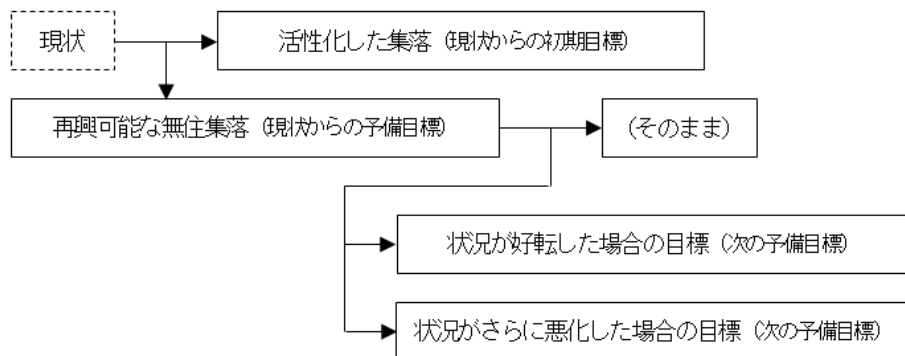 現状
活性化した集落（現状からの初期目標）
再興可能な無住集落（現状からの予備目標）
（そのまま）
状況が好転した場合の目標（次の予備目標）
状況がさらに悪化した場合の目標（次の予備目標）